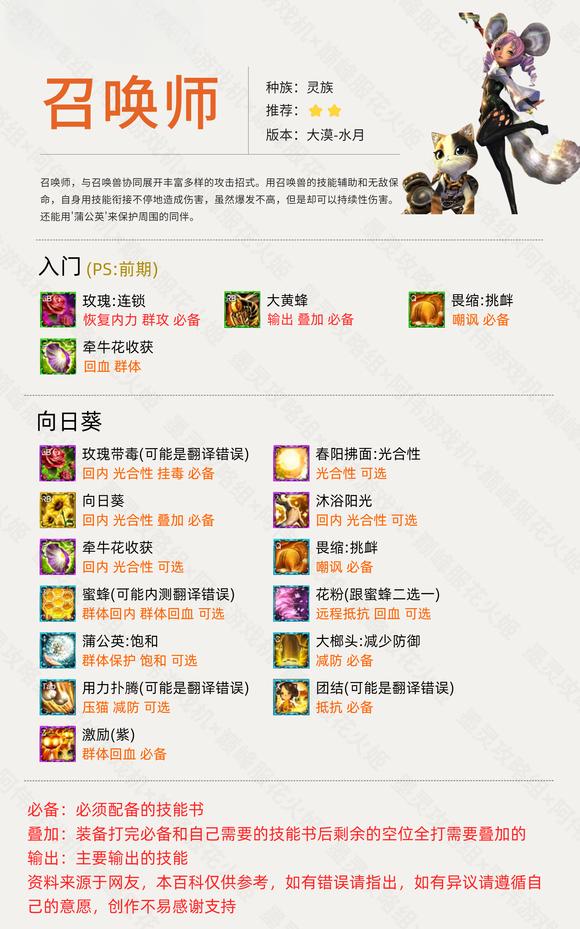 召唤师
种族：灵族
推荐：
版本：大漠-水月
召唤师，与召唤兽协同展开丰富多样的攻击招式。用召唤兽的技能辅助和无敌保
命，自身用技能衔接不停地造成伤害，虽然爆发不高，但是却可以持续性伤害。
还能用'蒲公英'来保护周围的同伴。
入门(PS:前期)
玫瑰:连锁
恢复内力 群攻 必备
大黄蜂
输出 叠加 必备
畏缩:挑衅
嘲讽 必备
牵牛花收获
回血 群体
向日葵
玫瑰带毒(可能是翻译错误)
回内 光合性 挂毒 必备
春阳拂面:光合性
光合性 可选
向日葵
回内 光合性 叠加 必备
沐浴阳光
回内 光合性 可选
牵牛花收获
回内 光合性 可选
畏缩:挑衅
嘲讽 必备
蜜蜂(可能内测翻译错误)
群体回内 群体回血 可选
花粉(跟蜜蜂二选一)
远程抵抗 回血 可选
蒲公英:饱和
群体保护 饱和 可选
大榔头:减少防御
减防 必备
用力扑腾(可能是翻译错误)
压猫 减防 可选
团结(可能是翻译错误)
抵抗 必备
激励(紫)
群体回血 必备
必备：必须配备的技能书
叠加：装备打完必备和自己需要的技能书后剩余的空位全打需要叠加的
输出：主要输出的技能
资料来源于网友，本百科仅供参考，如有错误请指出，如有异议请遵循自
己的意愿，创作不易感谢支持